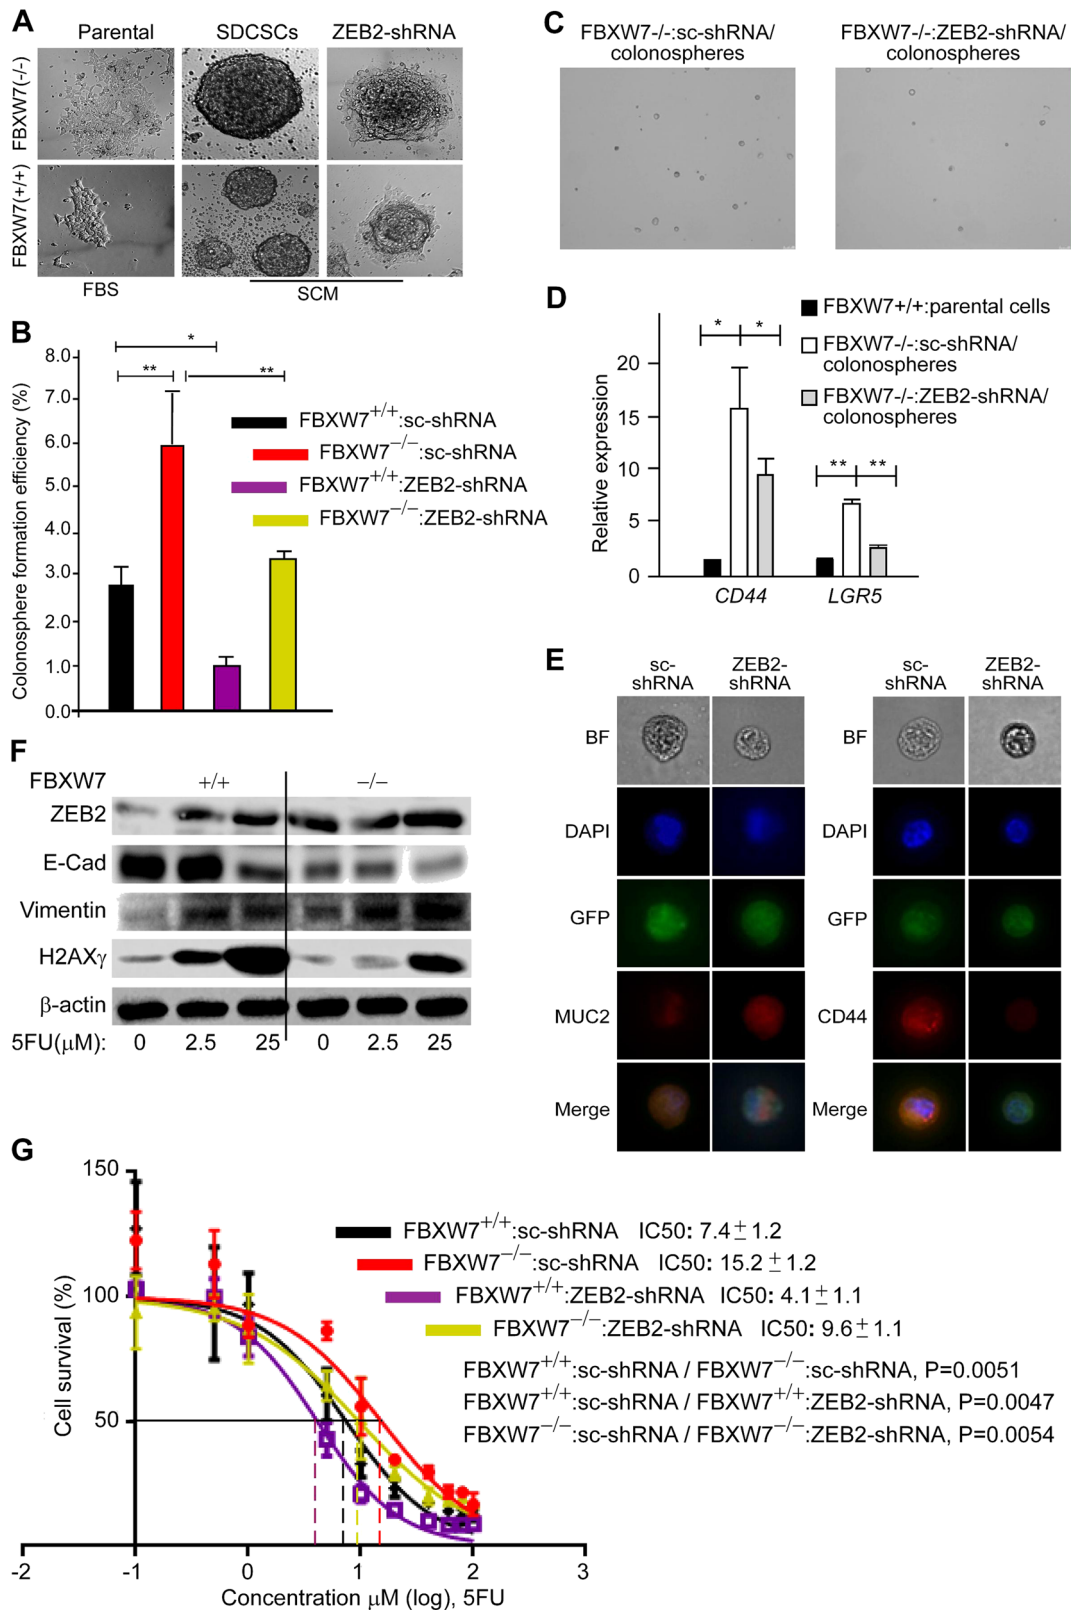 A
Parental
SDCSCs
ZEB2-shRNA
FBXW7(-/-)
FBXW7(+/+)
FBS
SCM
B
Colonosphere formation efficiency (%)
8.0
7.0
6.0
5.0
4.0
3.0
2.0
1.0
0.0
*
**
**
FBXW7+/+:sc-shRNA
FBXW7−/−:sc-shRNA
FBXW7+/+:ZEB2-shRNA
FBXW7−/−:ZEB2-shRNA
C
FBXW7-/-:sc-shRNA/
colonospheres
FBXW7-/-:ZEB2-shRNA/
colonospheres
D
Relative expression
20
15
10
5
0
* *
** **
CD44
LGR5
FBXW7+/+:parental cells
FBXW7-/-:sc-shRNA/
colonospheres
FBXW7-/-:ZEB2-shRNA/
colonospheres
E
sc-
shRNA
ZEB2-
shRNA
BF
DAPI
GFP
MUC2
Merge
sc-
shRNA
ZEB2-
shRNA
BF
DAPI
GFP
CD44
Merge
F
FBXW7 +/+ −/−
ZEB2
E-Cad
Vimentin
H2AXγ
β-actin
5FU(μM): 0 2.5 25 0 2.5 25
G
Cell survival (%)
150
100
50
-2 -1 0 1 2
Concentration μM (log), 5FU
FBXW7+/+:sc-shRNA IC50: 7.4±1.2
FBXW7−/−:sc-shRNA IC50: 15.2±1.2
FBXW7+/+:ZEB2-shRNA IC50: 4.1±1.1
FBXW7−/−:ZEB2-shRNA IC50: 9.6±1.1
FBXW7+/+:sc-shRNA / FBXW7−/−:sc-shRNA, P=0.0051
FBXW7+/+:sc-shRNA / FBXW7+/+:ZEB2-shRNA, P=0.0047
FBXW7−/−:sc-shRNA / FBXW7−/−:ZEB2-shRNA, P=0.0054